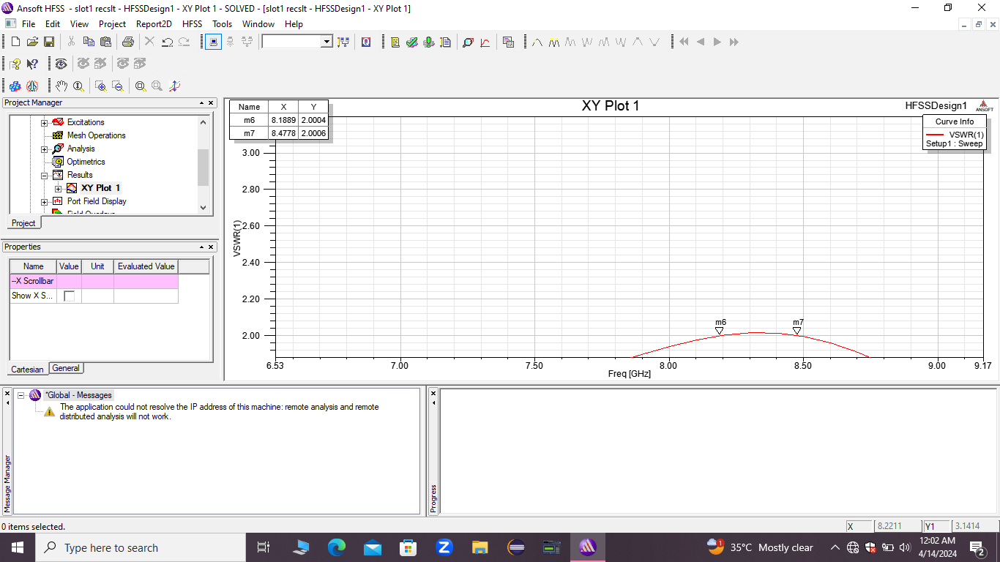 Ansoft HFSS - slot1 recslt - HFSSDesign1 - XY Plot 1 - SOLVED - [slot1 recslt - HFSSDesign1 - XY Plot 1]
File Edit View Project Report2D HFSS Tools Window Help
Project Manager
Excitations
Mesh Operations
Analysis
Optimetrics
Results
XY Plot 1
Port Field Display
Field Overlays
Project
Properties
Name Value Unit Evaluated Value
--X Scrollbar
Show X S...
Cartesian General
Name X Y
m6 8.1889 2.0004
m7 8.4778 2.0006
XY Plot 1
HFSSDesign1
ANSOFT
Curve Info
VSWR(1)
Setup1 : Sweep
VSWR(1)
3.00
2.80
2.60
2.40
2.20
2.00
m6 m7
6.53 7.00 7.50 8.00 8.50 9.00 9.17
Freq [GHz]
Message Manager
*Global - Messages
The application could not resolve the IP address of this machine: remote analysis and remote
distributed analysis will not work.
Progress
0 items selected.
X 8.2211 Y1 3.1414
Type here to search
Z
1
35°C Mostly clear
12:02 AM
4/14/2024
2